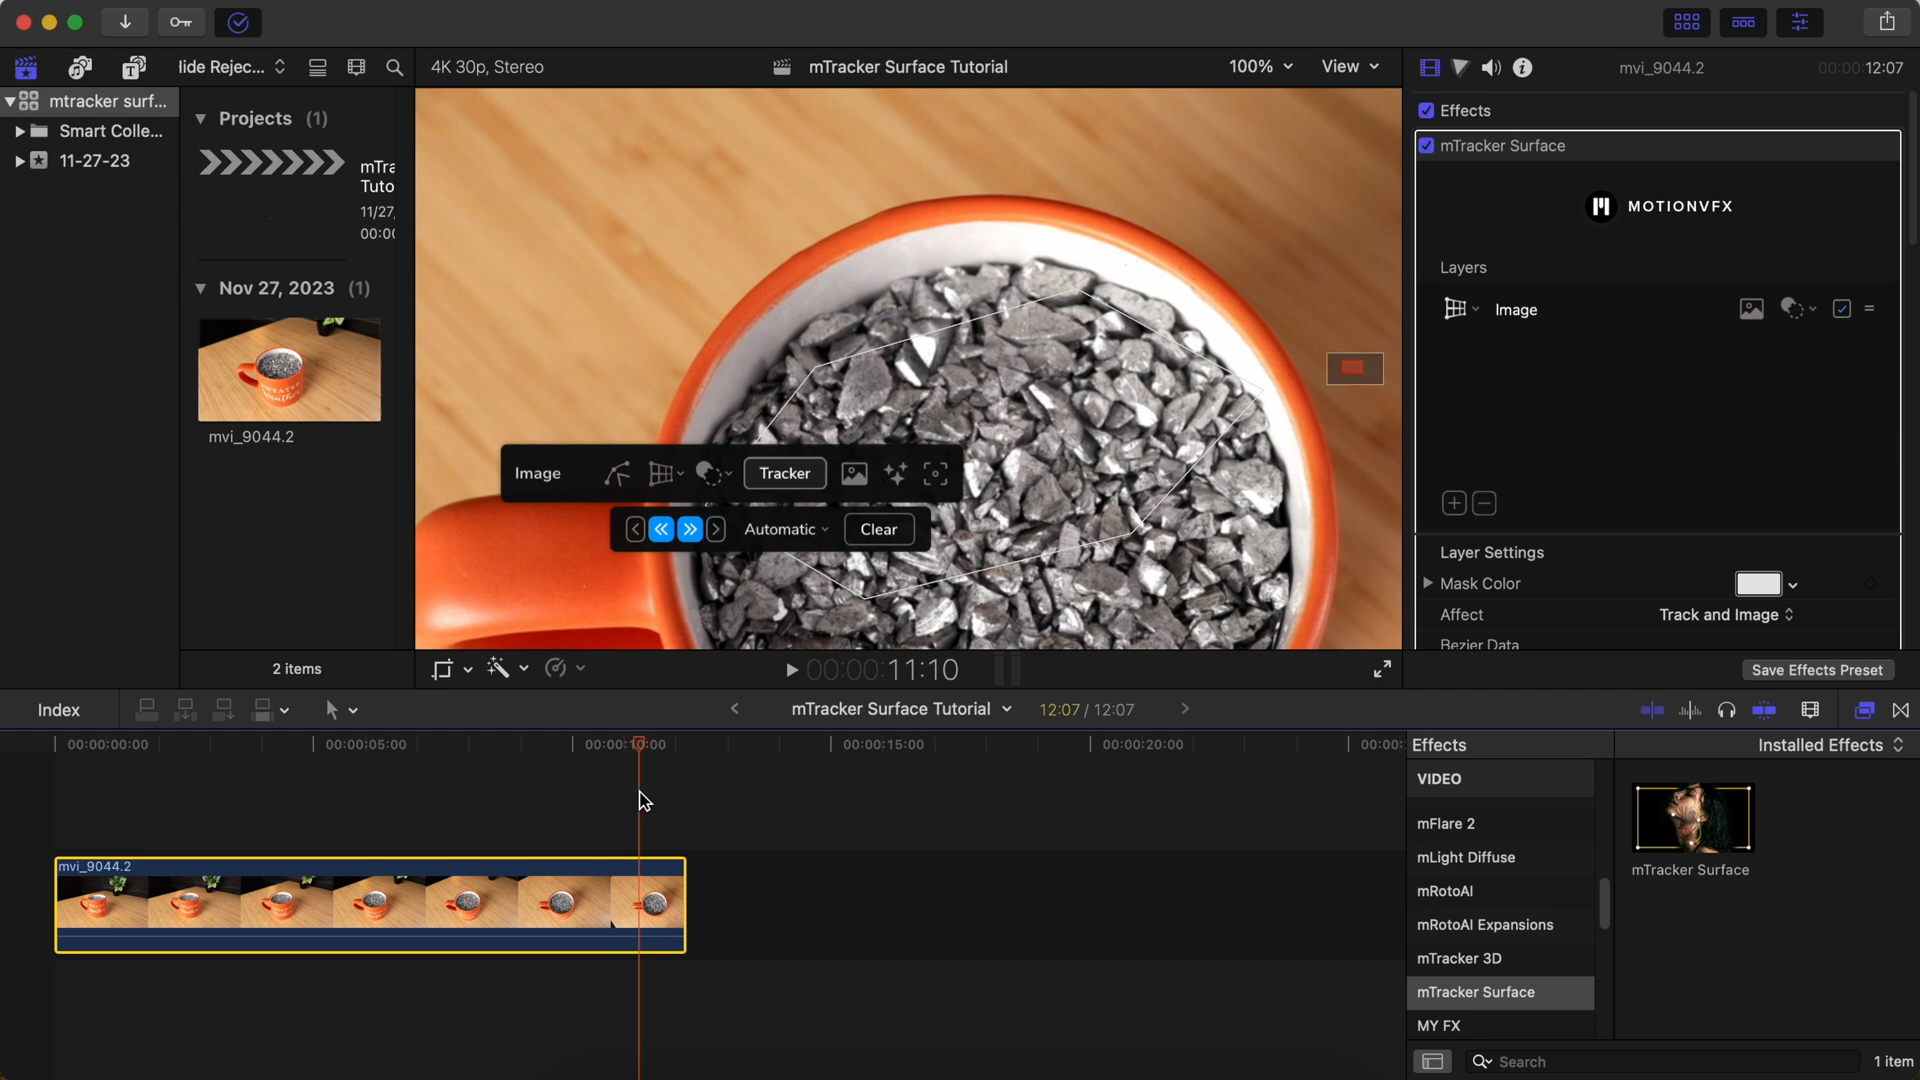 lide Rejec...
4K 30p, Stereo
mTracker Surface Tutorial
100%
View
mvi_9044.2
00:00:12:07
mtracker surf...
Smart Colle...
11-27-23
Projects (1)
mTra
Tuto
11/27,
00:00
Nov 27, 2023 (1)
mvi_9044.2
2 items
Image
Tracker
Automatic
Clear
00:00:11:10
Effects
mTracker Surface
MOTIONVFX
Layers
Image
Layer Settings
Mask Color
Affect
Track and Image
Bezier Data
Save Effects Preset
Index
mTracker Surface Tutorial
12:07 / 12:07
00:00:00:00
00:00:05:00
00:00:10:00
00:00:15:00
00:00:20:00
00:00:
mvi_9044.2
Effects
Installed Effects
VIDEO
mFlare 2
mLight Diffuse
mRotoAI
mRotoAI Expansions
mTracker 3D
mTracker Surface
MY FX
mTracker Surface
Search
1 item